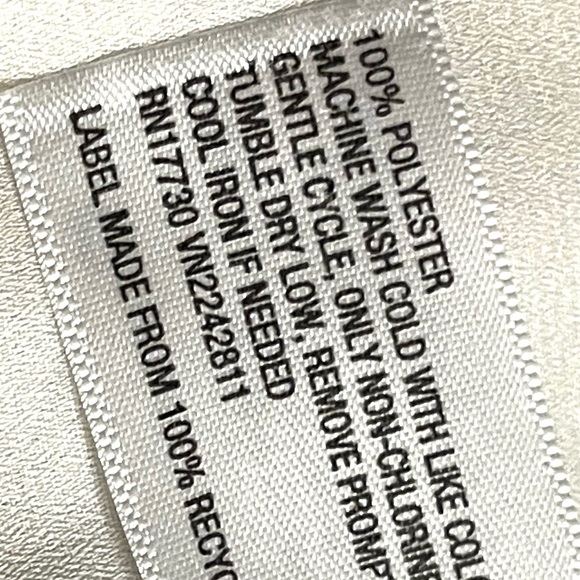 100% POLYESTER
MACHINE WASH COLD WITH LIKE COL
GENTLE CYCLE, ONLY NON-CHLORIN
TUMBLE DRY LOW, REMOVE PROMP
COOL IRON IF NEEDED
RN17730 VN2242811
LABEL MADE FROM 100% RECYC